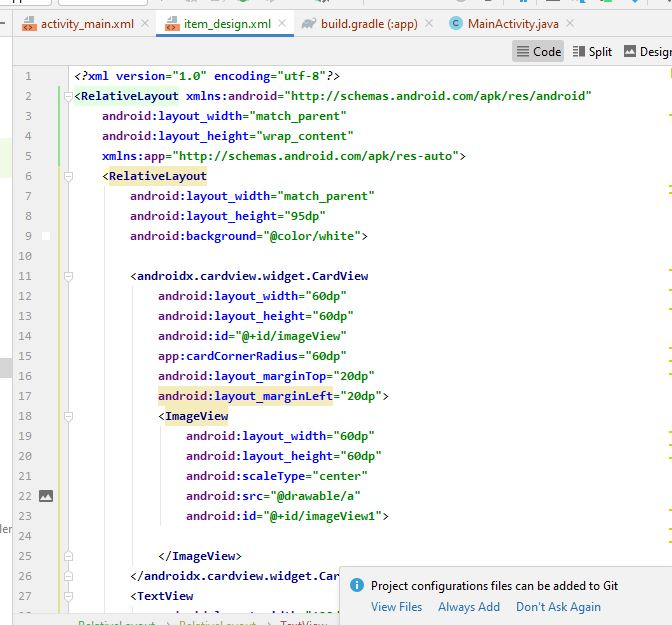 activity_main.xml item_design.xml build.gradle (:app) MainActivity.java
Code Split Design
1 <?xml version="1.0" encoding="utf-8"?>
2 <RelativeLayout xmlns:android="http://schemas.android.com/apk/res/android"
3 android:layout_width="match_parent"
4 android:layout_height="wrap_content"
5 xmlns:app="http://schemas.android.com/apk/res-auto">
6 <RelativeLayout
7 android:layout_width="match_parent"
8 android:layout_height="95dp"
9 android:background="@color/white">
10
11 <androidx.cardview.widget.CardView
12 android:layout_width="60dp"
13 android:layout_height="60dp"
14 android:id="@+id/imageView"
15 app:cardCornerRadius="60dp"
16 android:layout_marginTop="20dp"
17 android:layout_marginLeft="20dp">
18 <ImageView
19 android:layout_width="60dp"
20 android:layout_height="60dp"
21 android:scaleType="center"
22 android:src="@drawable/a"
23 android:id="@+id/imageView1">
24
25 </ImageView>
26 </androidx.cardview.widget.Car
27 <TextView
Project configurations files can be added to Git
View Files Always Add Don't Ask Again